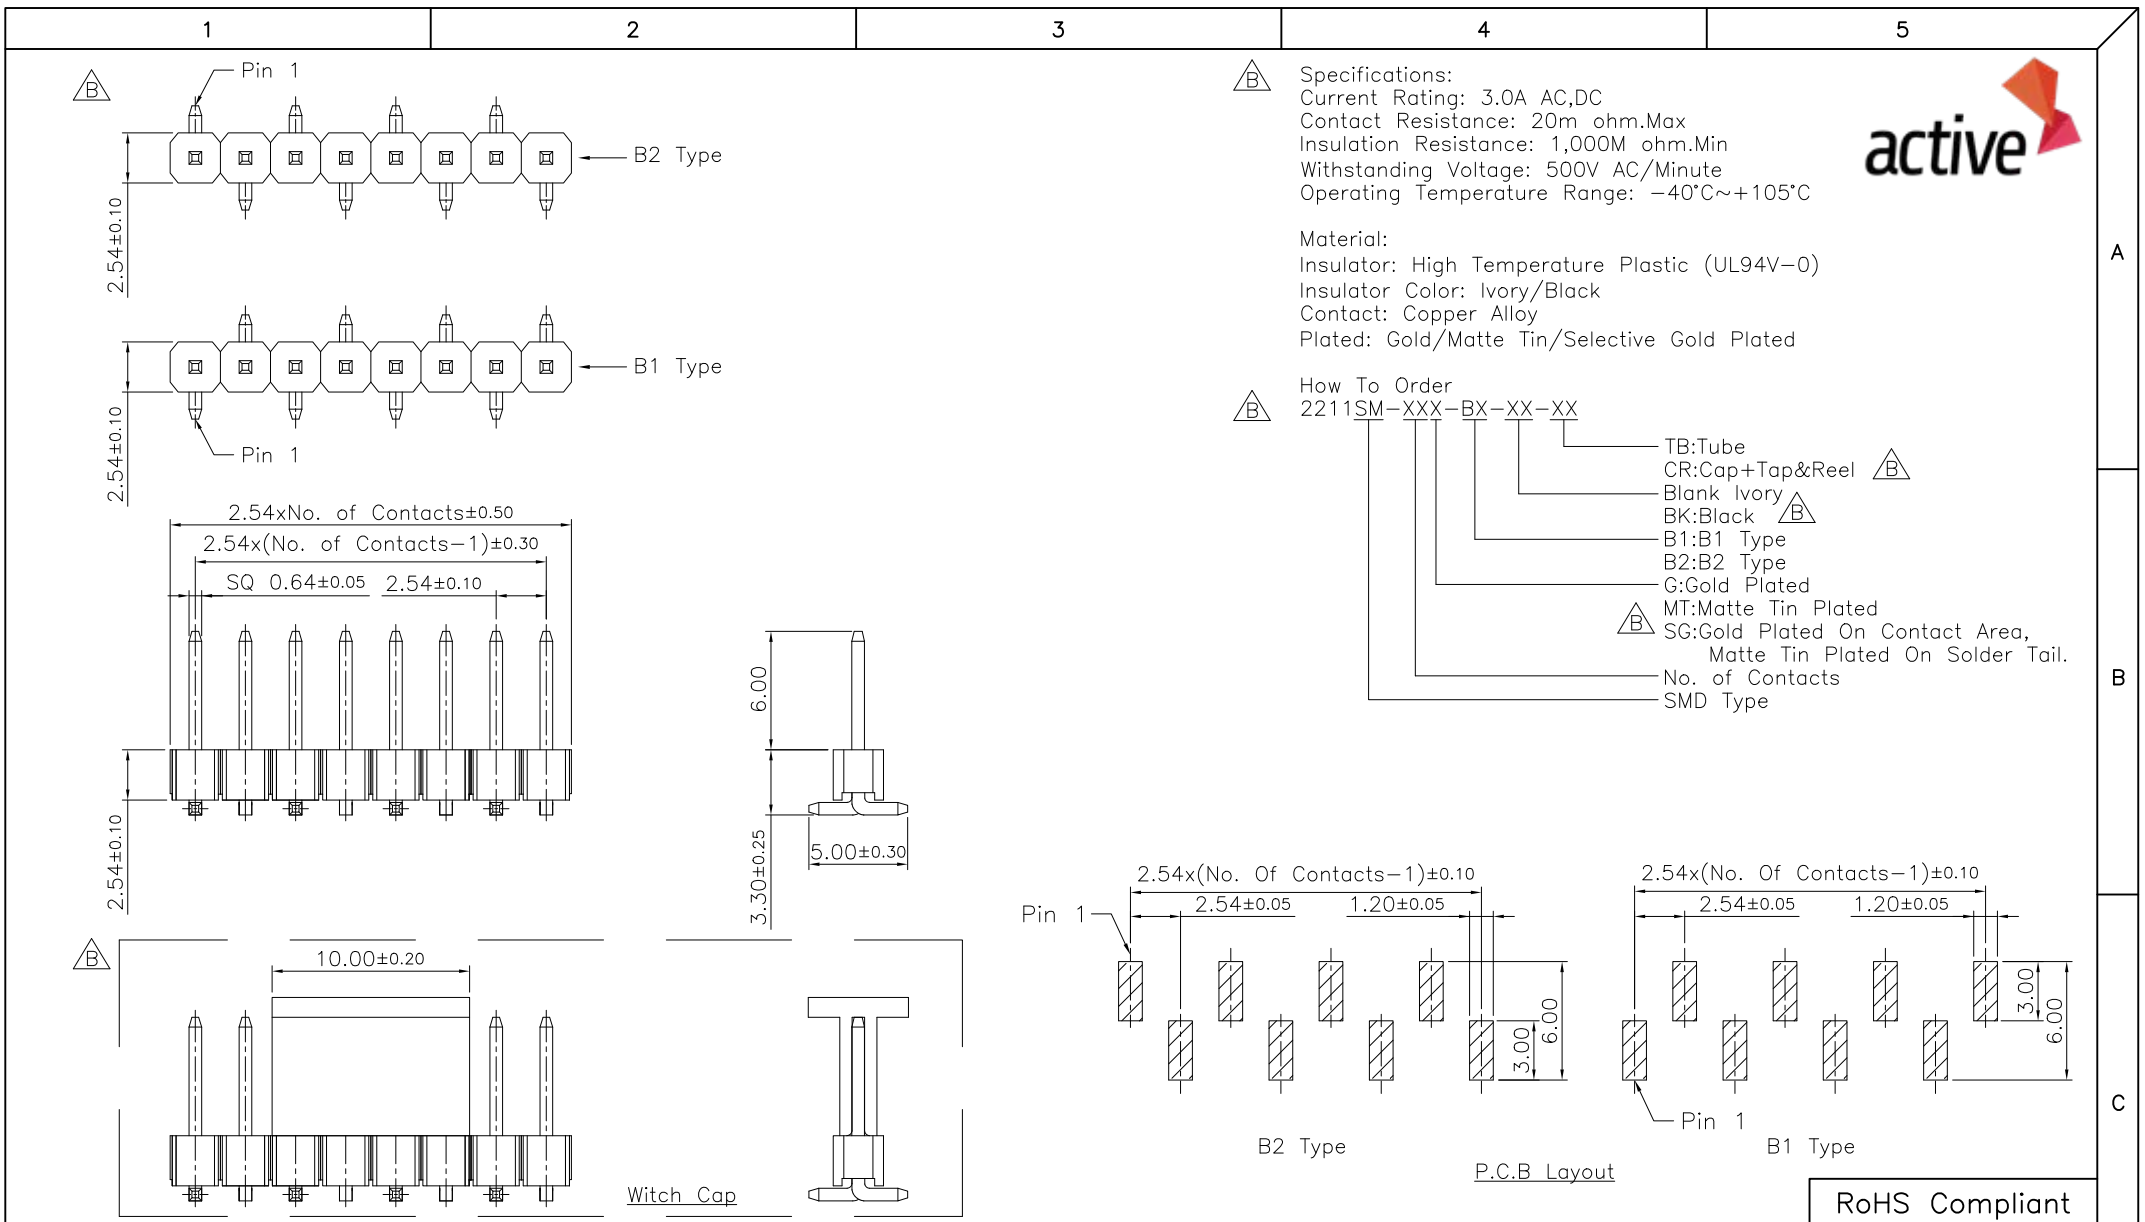 1 2 3 4 5
B
Pin 1
B2 Type
2.54±0.10
B1 Type
2.54±0.10
Pin 1
2.54xNo. of Contacts±0.50
2.54x(No. of Contacts-1)±0.30
SQ 0.64±0.05 2.54±0.10
2.54±0.10
6.00
3.30±0.25
5.00±0.30
B
10.00±0.20
Witch Cap
B
Specifications:
Current Rating: 3.0A AC,DC
Contact Resistance: 20m ohm.Max
Insulation Resistance: 1,000M ohm.Min
Withstanding Voltage: 500V AC/Minute
Operating Temperature Range: -40°C~+105°C
active
Material:
Insulator: High Temperature Plastic (UL94V-0)
Insulator Color: Ivory/Black
Contact: Copper Alloy
Plated: Gold/Matte Tin/Selective Gold Plated
How To Order
B
2211SM-XXX-BX-XX-XX
TB:Tube
CR:Cap+Tap&Reel B
Blank Ivory
BK:Black B
B1:B1 Type
B2:B2 Type
G:Gold Plated
MT:Matte Tin Plated
B
SG:Gold Plated On Contact Area,
Matte Tin Plated On Solder Tail.
No. of Contacts
SMD Type
2.54x(No. Of Contacts-1)±0.10
Pin 1
2.54±0.05 1.20±0.05
3.00
6.00
B2 Type
2.54x(No. Of Contacts-1)±0.10
2.54±0.05 1.20±0.05
3.00
6.00
Pin 1
B1 Type
P.C.B Layout
RoHS Compliant
A
B
C